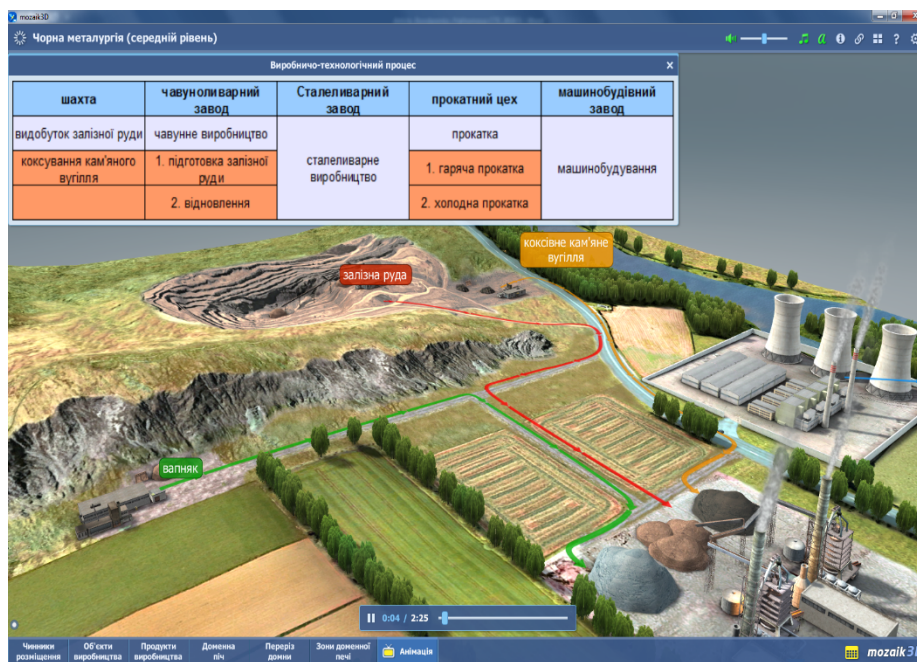 mozaik3D
Чорна металургія (середній рівень)
Виробничо-технологічний процес
шахта
чавуноливарний
завод
Сталеливарний
завод
прокатний цех
машинобудівний
завод
видобуток залізної руди
чавунне виробництво
сталеливарне
виробництво
прокатка
машинобудування
коксування кам'яного
вугілля
1. підготовка залізної
руди
1. гаряча прокатка
2. відновлення
2. холодна прокатка
коксівне кам'яне
вугілля
залізна руда
вапняк
0:04 / 2:25
Чинники
розміщення
Об'єкти
виробництва
Продукти
виробництва
Доменна
піч
Переріз
домни
Зони доменної
печі
Анімація
mozaik3D